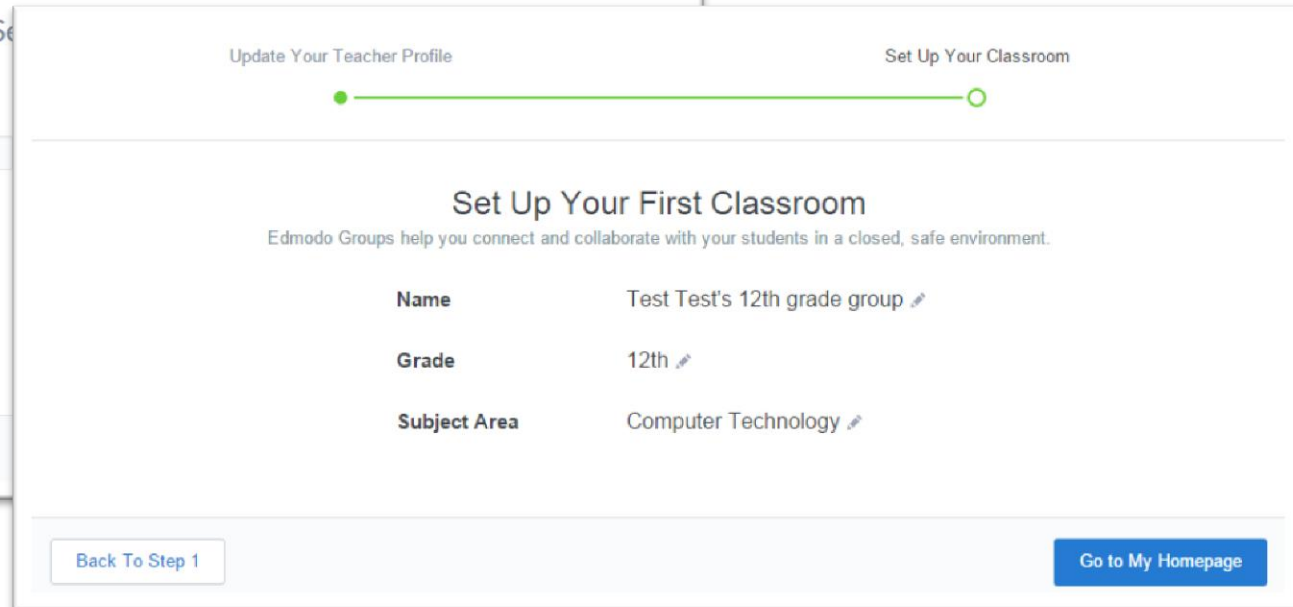 Update Your Teacher Profile
Set Up Your Classroom
Set Up Your First Classroom
Edmodo Groups help you connect and collaborate with your students in a closed, safe environment.
Name Test Test's 12th grade group
Grade 12th
Subject Area Computer Technology
Back To Step 1
Go to My Homepage